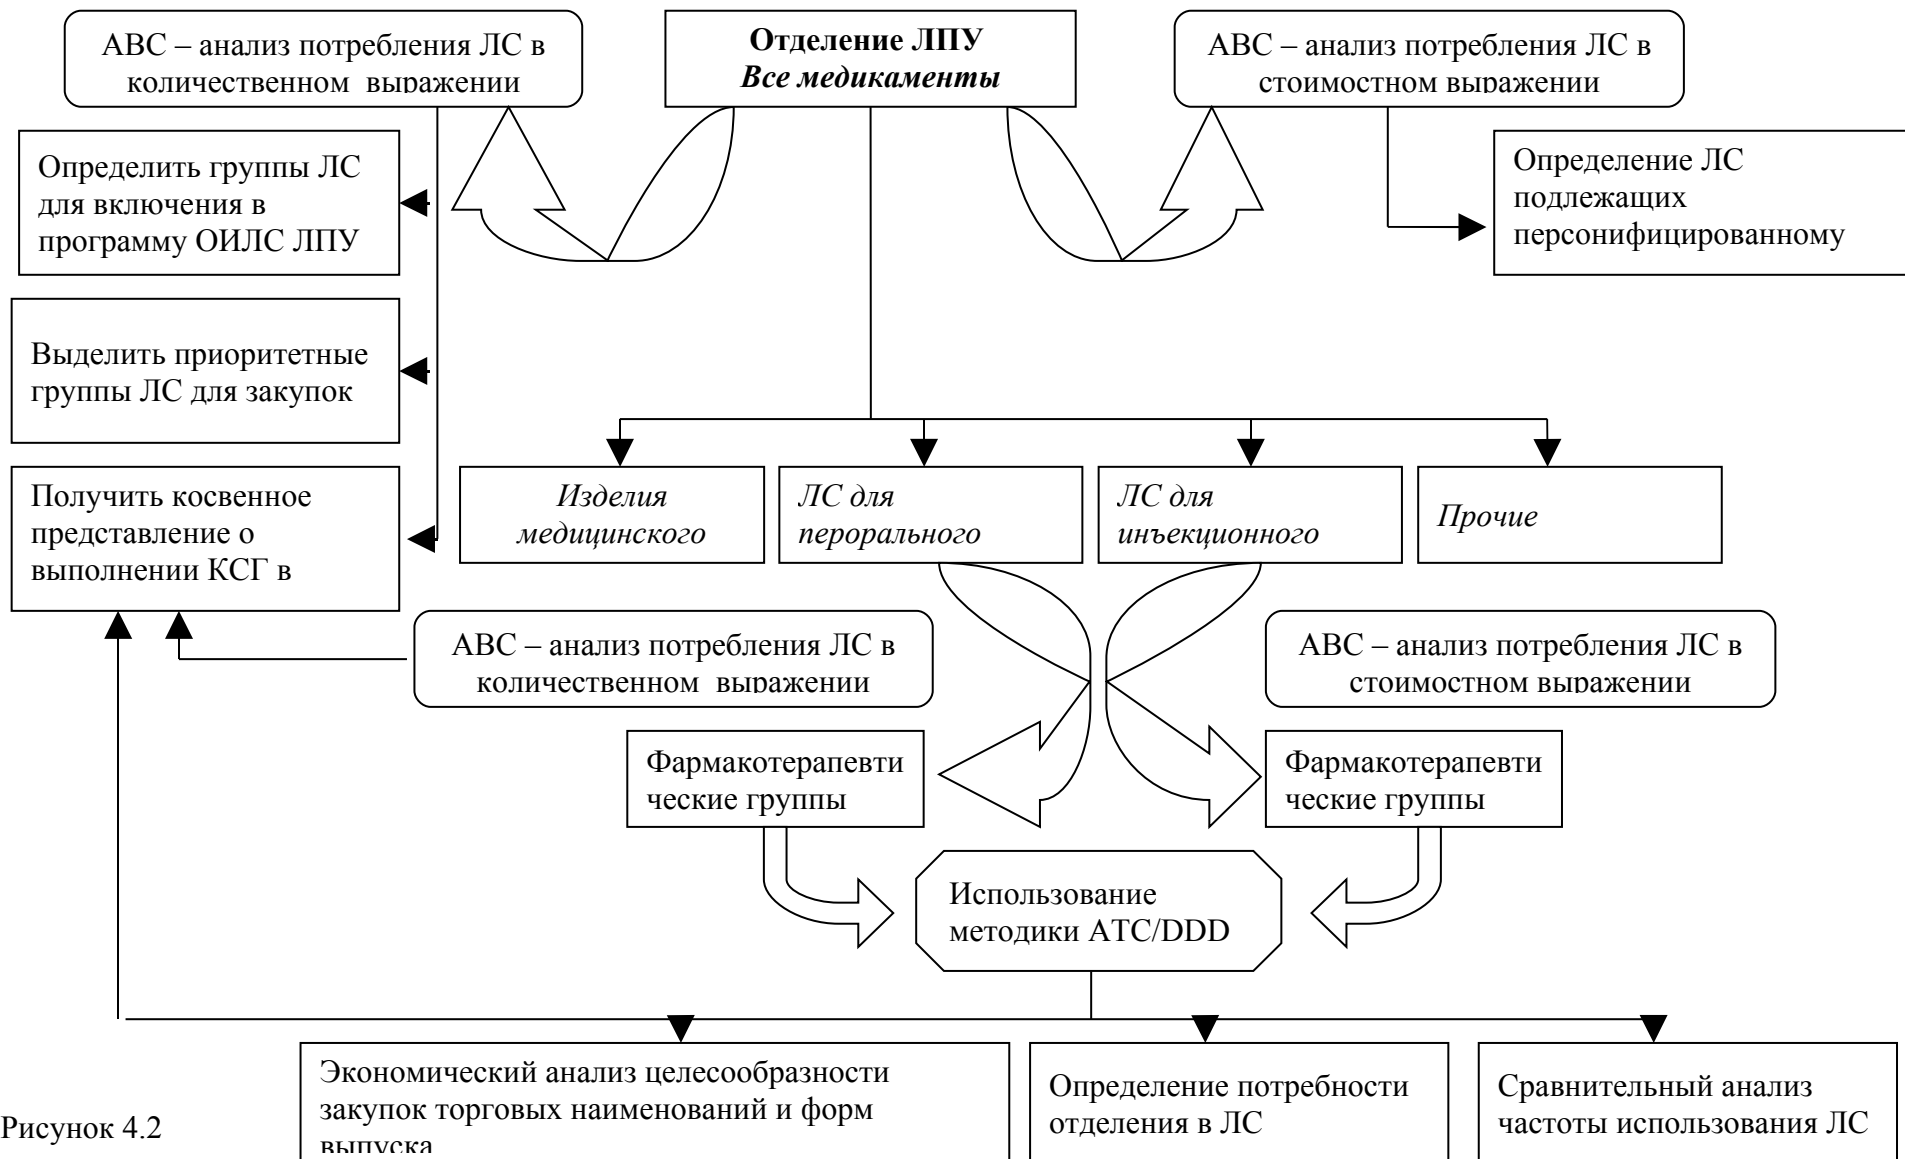 АВС – анализ потребления ЛС в
количественном выражении
Отделение ЛПУ
Все медикаменты
АВС – анализ потребления ЛС в
стоимостном выражении
Определить группы ЛС
для включения в
программу ОИЛС ЛПУ
Определение ЛС
подлежащих
персонифицированному
Выделить приоритетные
группы ЛС для закупок
Получить косвенное
представление о
выполнении КСГ в
Изделия
медицинского
ЛС для
перорального
ЛС для
инъекционного
Прочие
АВС – анализ потребления ЛС в
количественном выражении
АВС – анализ потребления ЛС в
стоимостном выражении
Фармакотерапевти
ческие группы
Фармакотерапевти
ческие группы
Использование
методики АТС/DDD
Экономический анализ целесообразности
закупок торговых наименований и форм
выпуска
Определение потребности
отделения в ЛС
Сравнительный анализ
частоты использования ЛС
Рисунок 4.2